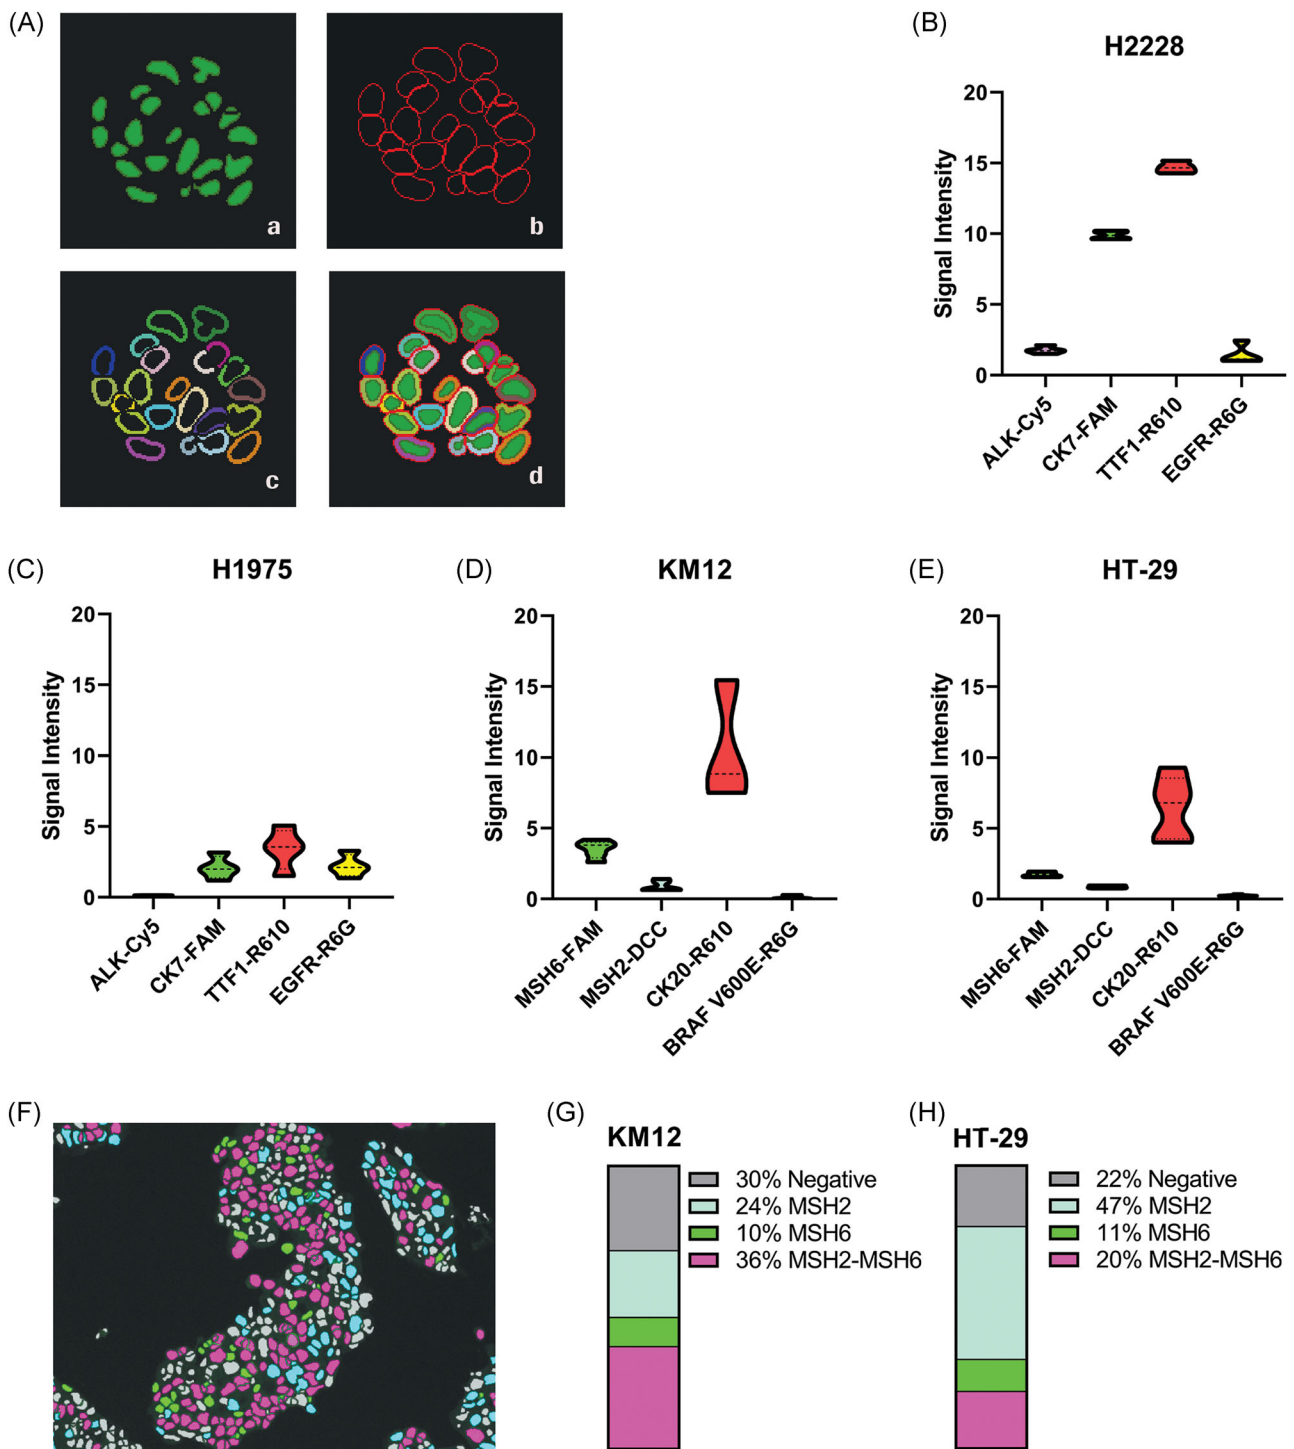 (A)
a
b
c
d
(B)
H2228
Signal Intensity
20
15
10
5
0
ALK-Cy5
CK7-FAM
TTF1-R610
EGFR-R6G
(C)
H1975
Signal Intensity
20
15
10
5
0
ALK-Cy5
CK7-FAM
TTF1-R610
EGFR-R6G
(D)
KM12
Signal Intensity
20
15
10
5
0
MSH6-FAM
MSH2-DCC
CK20-R610
BRAF V600E-R6G
(E)
HT-29
Signal Intensity
20
15
10
5
0
MSH6-FAM
MSH2-DCC
CK20-R610
BRAF V600E-R6G
(F)
(G)
KM12
30% Negative
24% MSH2
10% MSH6
36% MSH2-MSH6
(H)
HT-29
22% Negative
47% MSH2
11% MSH6
20% MSH2-MSH6